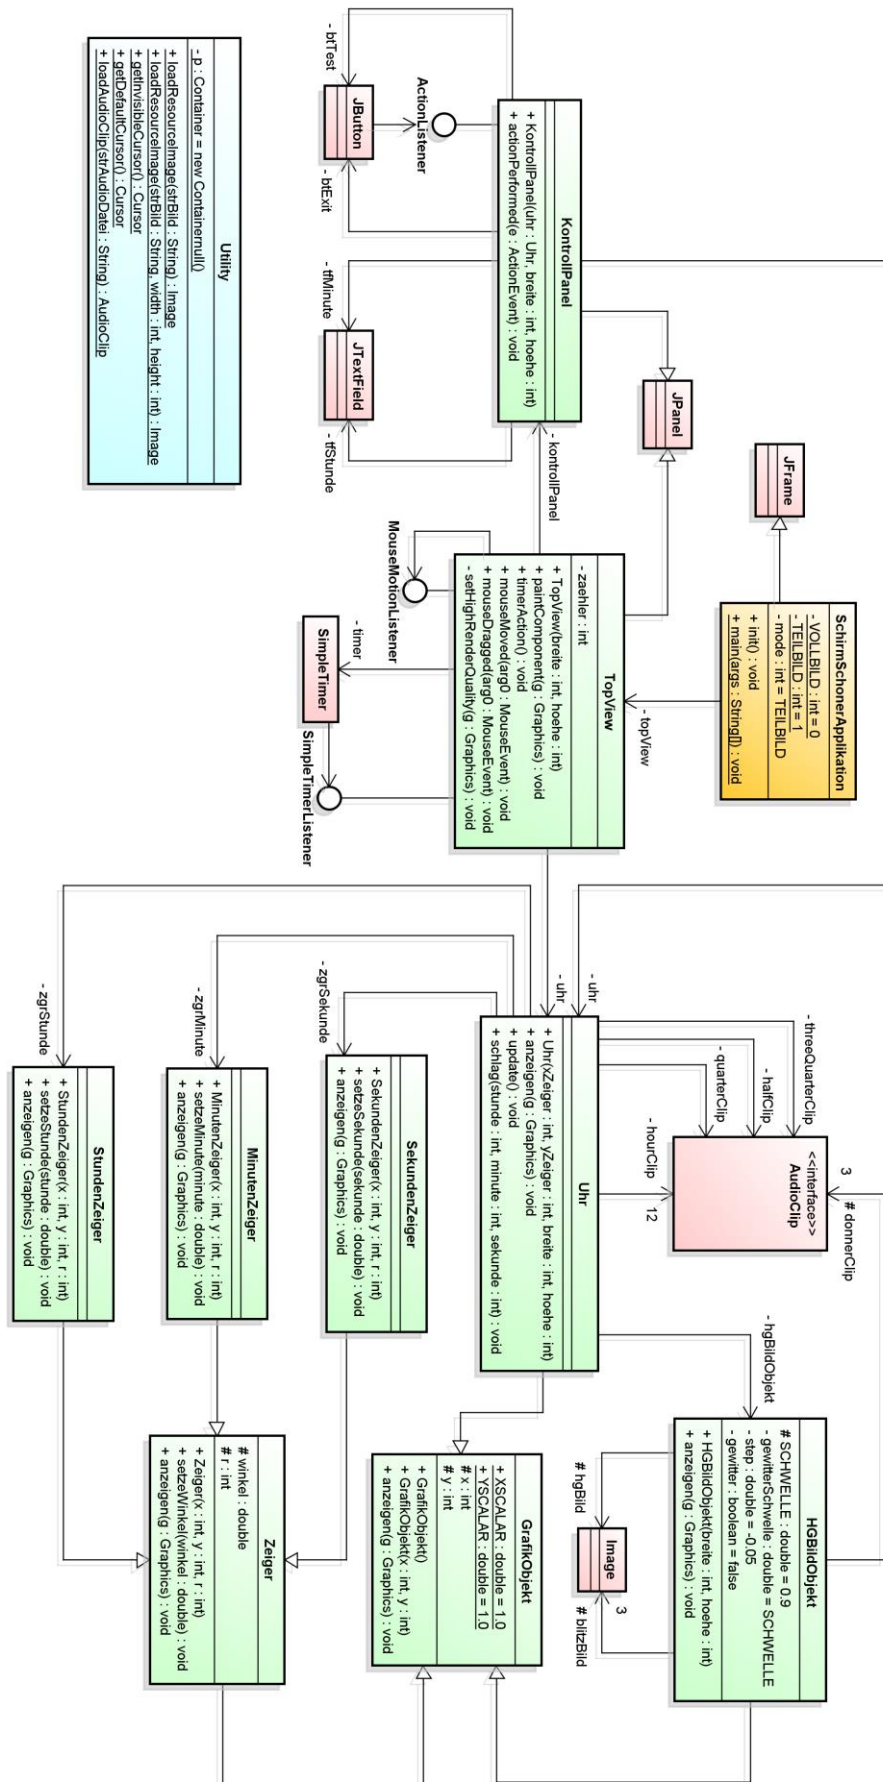 SchirmSchonerApplikation
- VOLLBILD : int = 0
- TEILBILD : int = 1
- mode : int = TEILBILD
+ init() : void
+ main(args : String[]) : void
JFrame
- topView
JPanel
TopView
- zaehler : int
+ TopView(breite : int, hoehe : int)
+ paintComponent(g : Graphics) : void
+ timerAction() : void
+ mouseMoved(arg0 : MouseEvent) : void
+ mouseDragged(arg0 : MouseEvent) : void
- setHighRenderQuality(g : Graphics) : void
- kontrollPanel
MouseMotionListener
- timer
SimpleTimer
SimpleTimerListener
KontrollPanel
+ KontrollPanel(uhr : Uhr, breite : int, hoehe : int)
+ actionPerformed(e : ActionEvent) : void
ActionListener
- btTest
JButton
- btExit
- tfMinute
JTextField
- tfStunde
Utility
- p : Container = new Containernull()
+ loadResourceImage(strBild : String) : Image
+ loadResourceImage(strBild : String, width : int, height : int) : Image
+ getInvisibleCursor() : Cursor
+ getDefaultCursor() : Cursor
+ loadAudioClip(strAudioDatei : String) : AudioClip
- uhr
- uhr
- threeQuarterClip
- halfClip
- quarterClip
- hourClip
12
3
# donnerClip
<<interface>>
AudioClip
Uhr
+ Uhr(xZeiger : int, yZeiger : int, breite : int, hoehe : int)
+ anzeigen(g : Graphics) : void
+ update() : void
+ schlag(stunde : int, minute : int, sekunde : int) : void
- hgBildObjekt
HGBildObjekt
# SCHWELLE : double = 0.9
- gewitterSchwelle : double = SCHWELLE
- step : double = -0.05
- gewitter : boolean = false
+ HGBildObjekt(breite : int, hoehe : int)
+ anzeigen(g : Graphics) : void
# hgBild
Image
3
# blitzBild
GrafikObjekt
+ XSCALAR : double = 1.0
+ YSCALAR : double = 1.0
# x : int
# y : int
+ GrafikObjekt()
+ GrafikObjekt(x : int, y : int)
+ anzeigen(g : Graphics) : void
- zgrSekunde
SekundenZeiger
+ SekundenZeiger(x : int, y : int, r : int)
+ setzeSekunde(sekunde : double) : void
+ anzeigen(g : Graphics) : void
- zgrMinute
MinutenZeiger
+ MinutenZeiger(x : int, y : int, r : int)
+ setzeMinute(minute : double) : void
+ anzeigen(g : Graphics) : void
- zgrStunde
StundenZeiger
+ StundenZeiger(x : int, y : int, r : int)
+ setzeStunde(stunde : double) : void
+ anzeigen(g : Graphics) : void
Zeiger
# winkel : double
# r : int
+ Zeiger(x : int, y : int, r : int)
+ setzeWinkel(winkel : double) : void
+ anzeigen(g : Graphics) : void